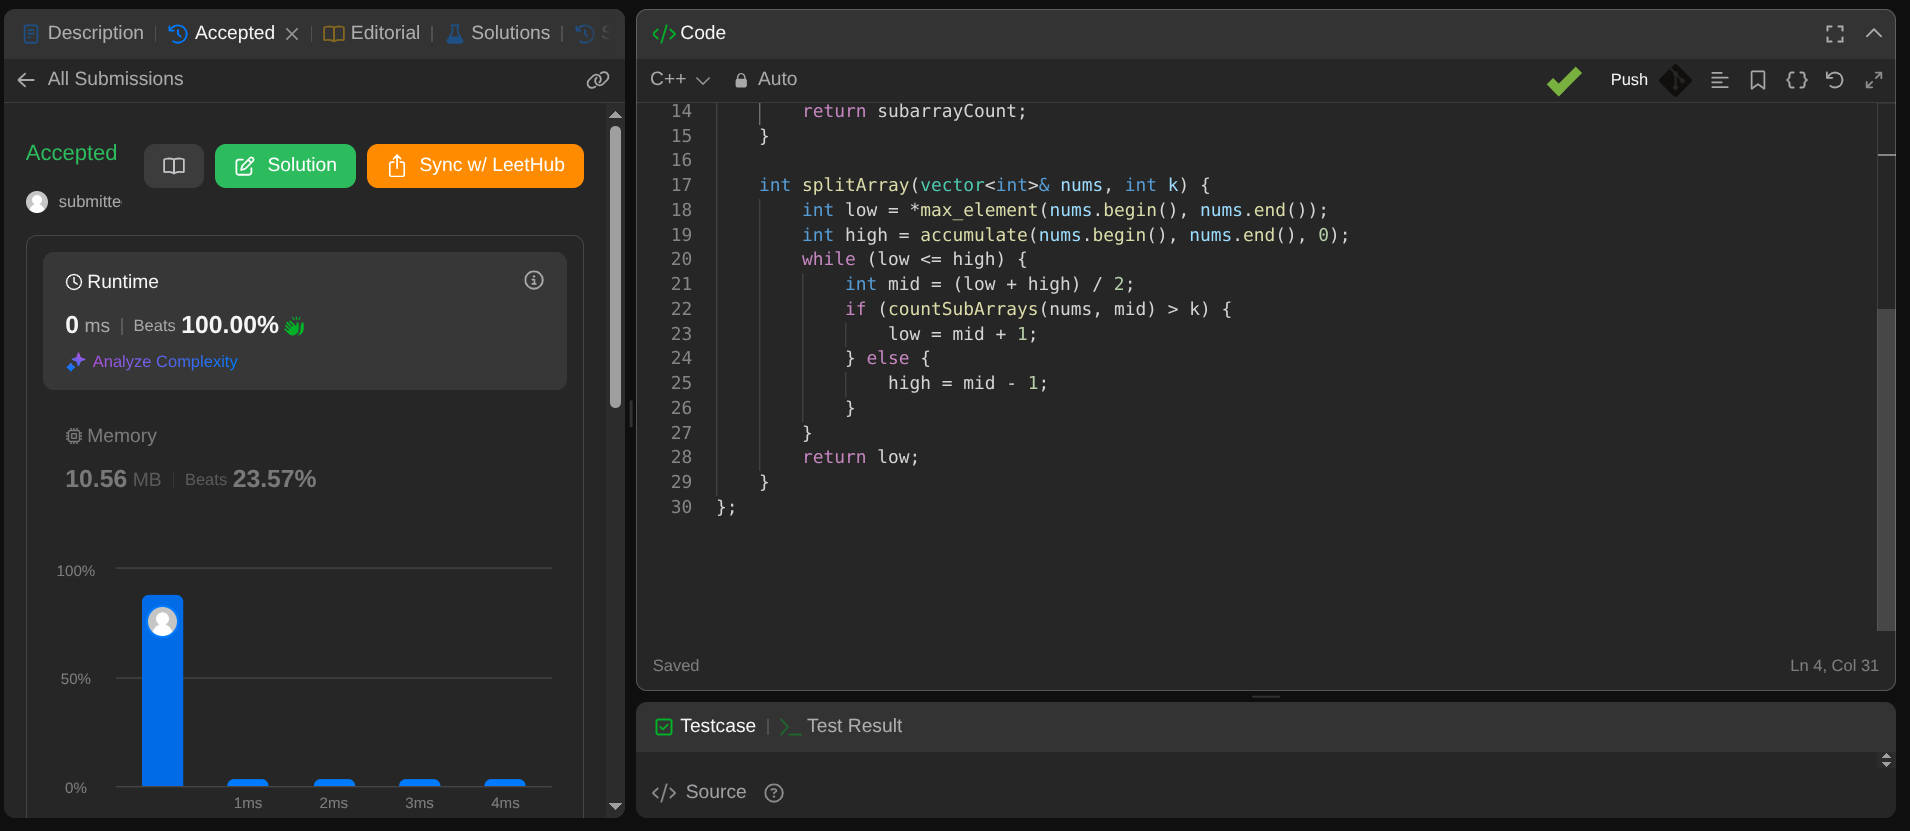 Description
Accepted
Editorial
Solutions
All Submissions
Accepted
Solution
Sync w/ LeetHub
submitte
Runtime
0 ms | Beats 100.00%
Analyze Complexity
Memory
10.56 MB | Beats 23.57%
100%
50%
0%
1ms 2ms 3ms 4ms
Code
C++ Auto
Push
14 return subarrayCount;
15 }
16
17 int splitArray(vector<int>& nums, int k) {
18 int low = *max_element(nums.begin(), nums.end());
19 int high = accumulate(nums.begin(), nums.end(), 0);
20 while (low <= high) {
21 int mid = (low + high) / 2;
22 if (countSubArrays(nums, mid) > k) {
23 low = mid + 1;
24 } else {
25 high = mid - 1;
26 }
27 }
28 return low;
29 }
30 };
Saved
Ln 4, Col 31
Testcase
Test Result
Source